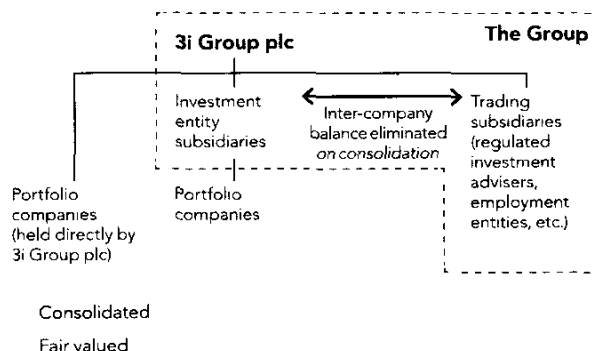 3i Group plc
The Group
Investment
entity
subsidiaries
Inter-company
balance eliminated
on consolidation
Trading
subsidiaries
(regulated
investment
advisers,
employment
entities, etc.)
Portfolio
companies
(held directly by
3i Group plc)
Portfolio
companies
Consolidated
Fair valued